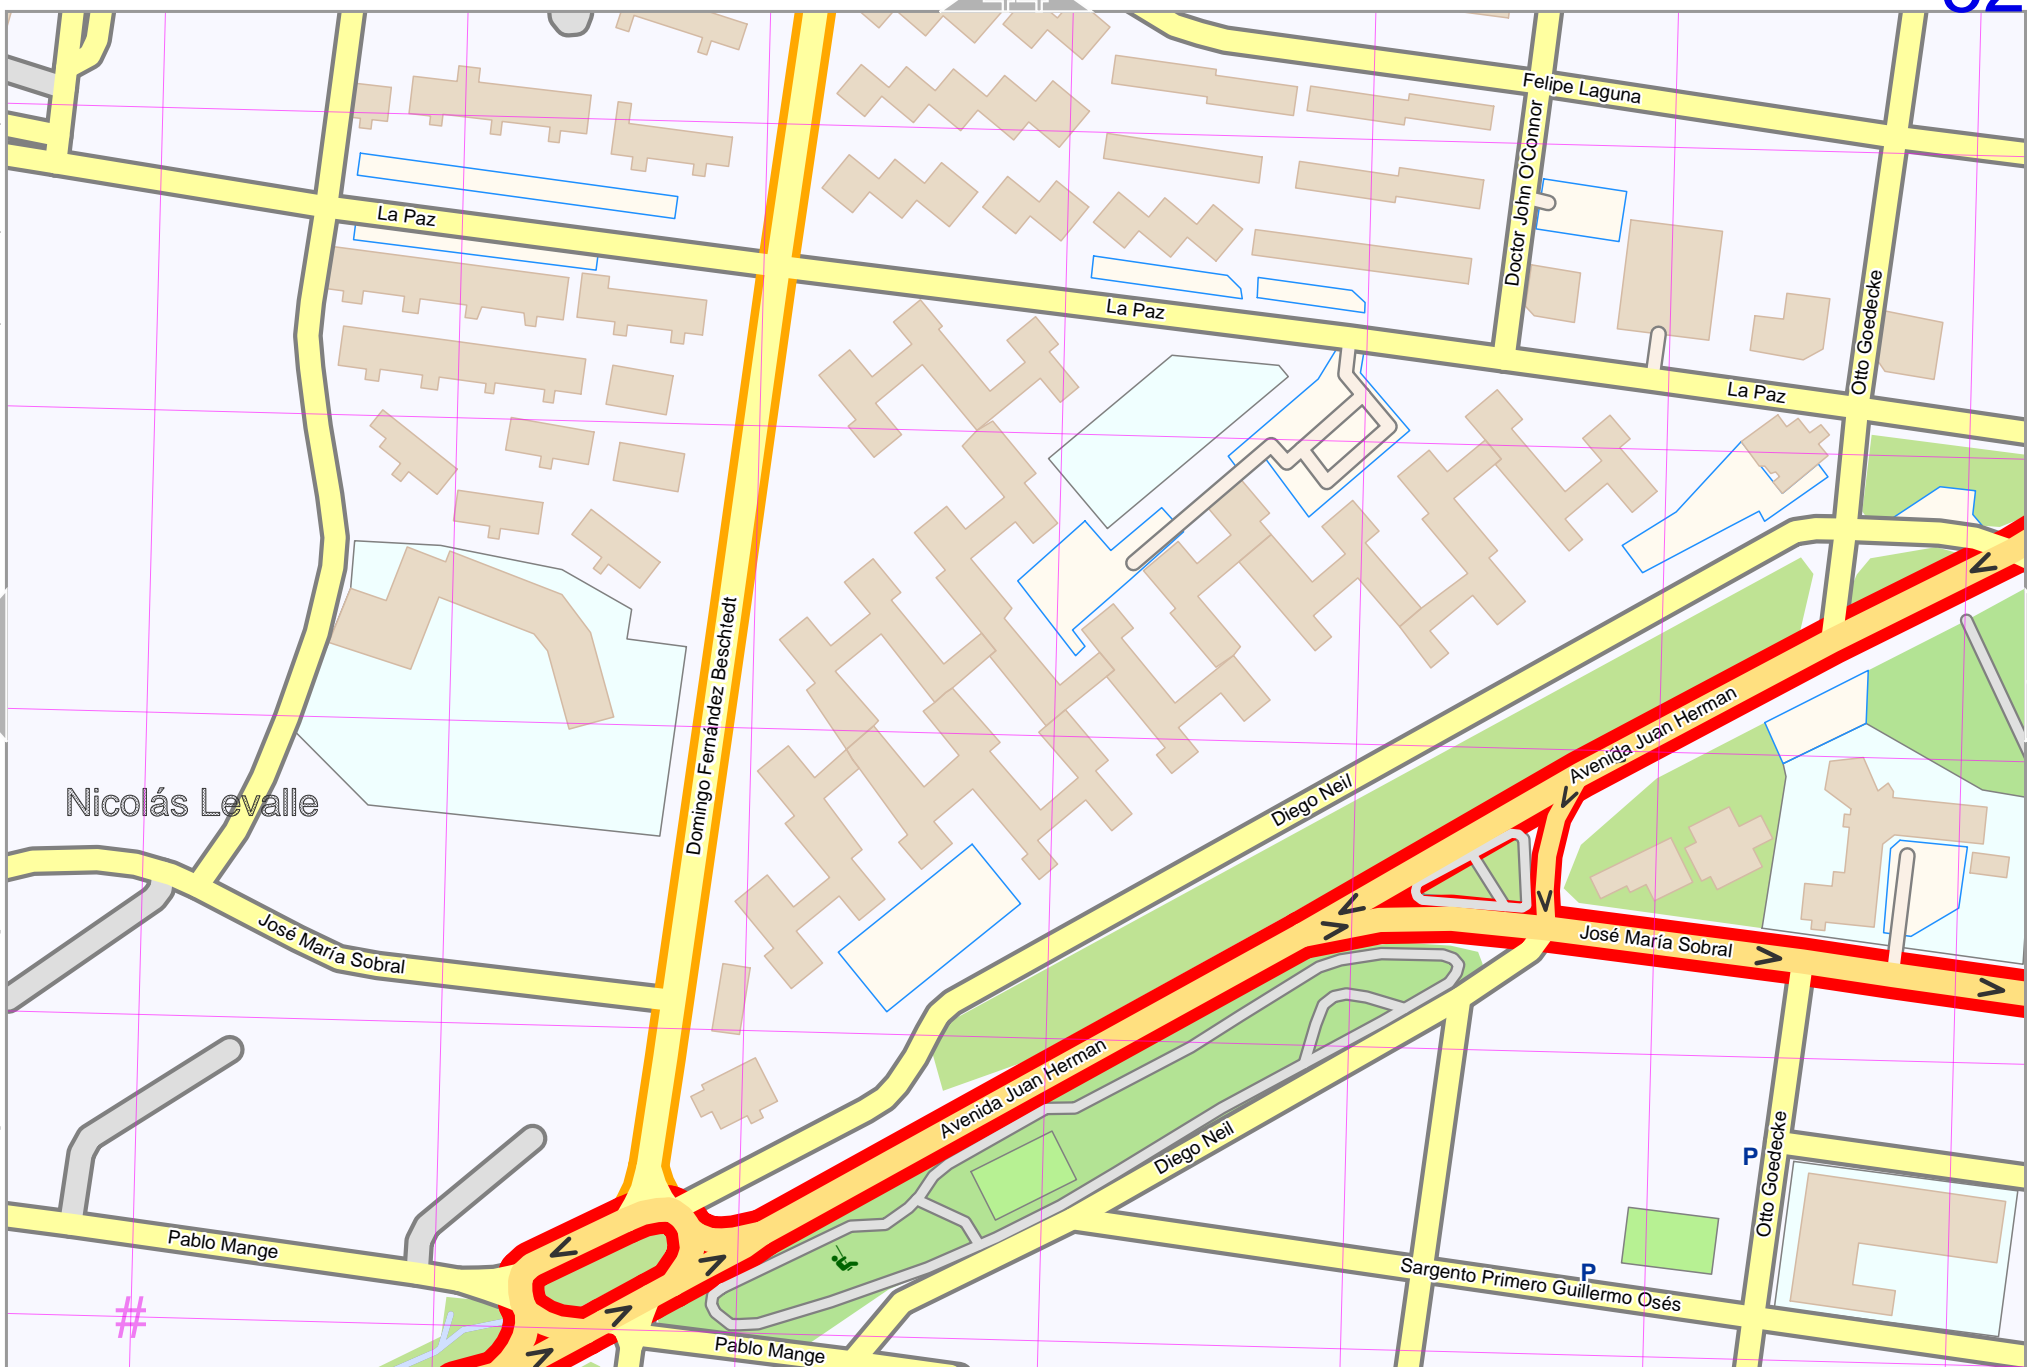 Felipe Laguna
Doctor John O'Connor
La Paz
La Paz
Otto Goedecke
La Paz
Domingo Fernández Beschtedt
Avenida Juan Herman
Nicolás Levalle
Diego Neil
José María Sobral
José María Sobral
Avenida Juan Herman
Diego Neil
P
Otto Goedecke
Pablo Mange
P
Sargento Primero Guillermo Osés
#
Pablo Mange